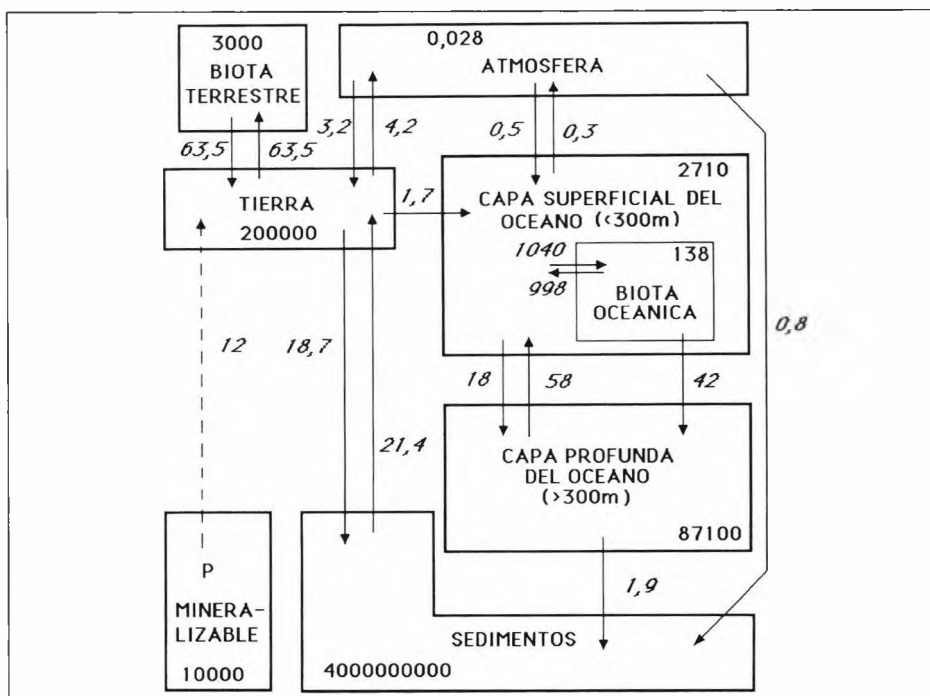 3000
BIOTA
TERRESTRE
0,028
ATMOSFERA
63,5
63,5
3,2
4,2
0,5
0,3
TIERRA
200000
1,7
2710
CAPA SUPERFICIAL DEL
OCEANO (<300m)
1040
998
138
BIOTA
OCEANICA
0,8
12
18,7
21,4
18
58
42
CAPA PROFUNDA
DEL OCEANO
(>300m)
87100
1,9
P
MINERA-
LIZABLE
10000
SEDIMENTOS
4000000000